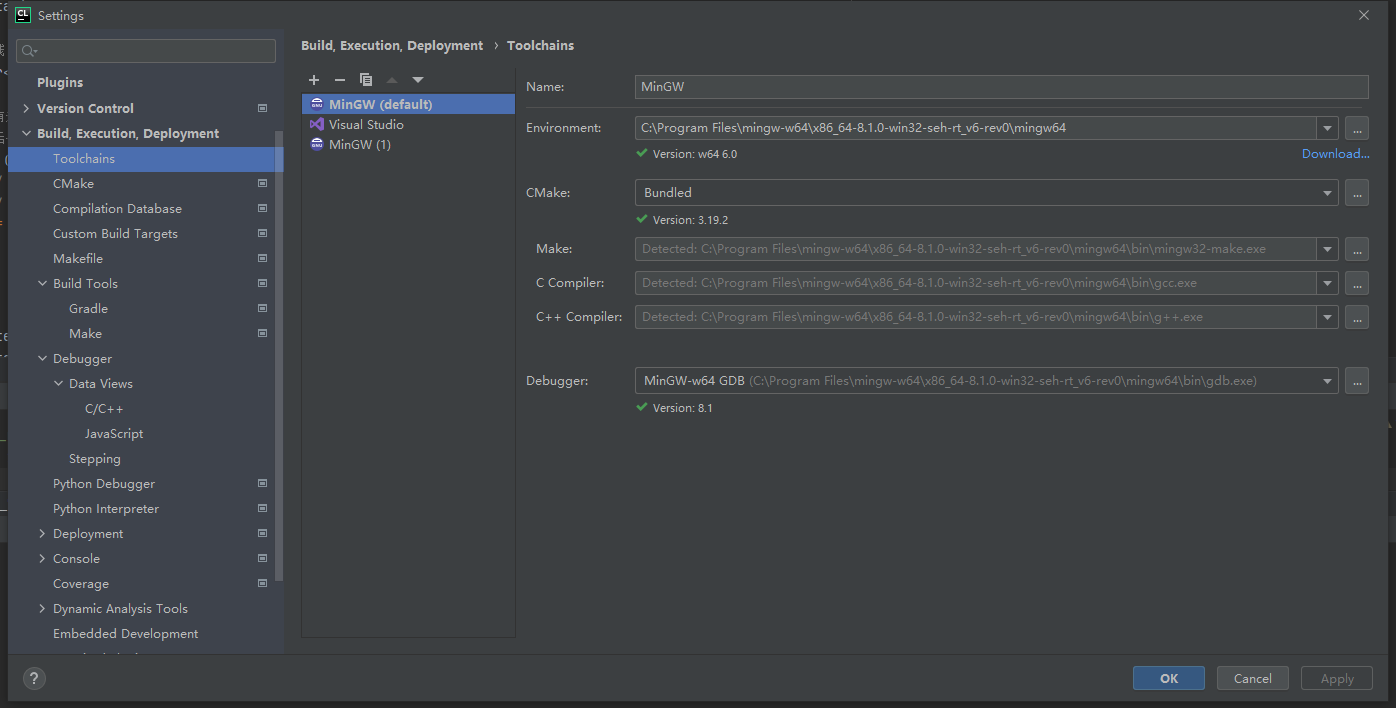 CL Settings
Build, Execution, Deployment › Toolchains
Plugins
Version Control
Build, Execution, Deployment
Toolchains
CMake
Compilation Database
Custom Build Targets
Makefile
Build Tools
Gradle
Make
Debugger
Data Views
C/C++
JavaScript
Stepping
Python Debugger
Python Interpreter
Deployment
Console
Coverage
Dynamic Analysis Tools
Embedded Development
MinGW (default)
Visual Studio
MinGW (1)
Name: MinGW
Environment: C:\Program Files\mingw-w64\x86_64-8.1.0-win32-seh-rt_v6-rev0\mingw64 ...
Version: w64 6.0 Download...
CMake: Bundled ...
Version: 3.19.2
Make: Detected: C:\Program Files\mingw-w64\x86_64-8.1.0-win32-seh-rt_v6-rev0\mingw64\bin\mingw32-make.exe ...
C Compiler: Detected: C:\Program Files\mingw-w64\x86_64-8.1.0-win32-seh-rt_v6-rev0\mingw64\bin\gcc.exe ...
C++ Compiler: Detected: C:\Program Files\mingw-w64\x86_64-8.1.0-win32-seh-rt_v6-rev0\mingw64\bin\g++.exe ...
Debugger: MinGW-w64 GDB (C:\Program Files\mingw-w64\x86_64-8.1.0-win32-seh-rt_v6-rev0\mingw64\bin\gdb.exe) ...
Version: 8.1
? OK Cancel Apply